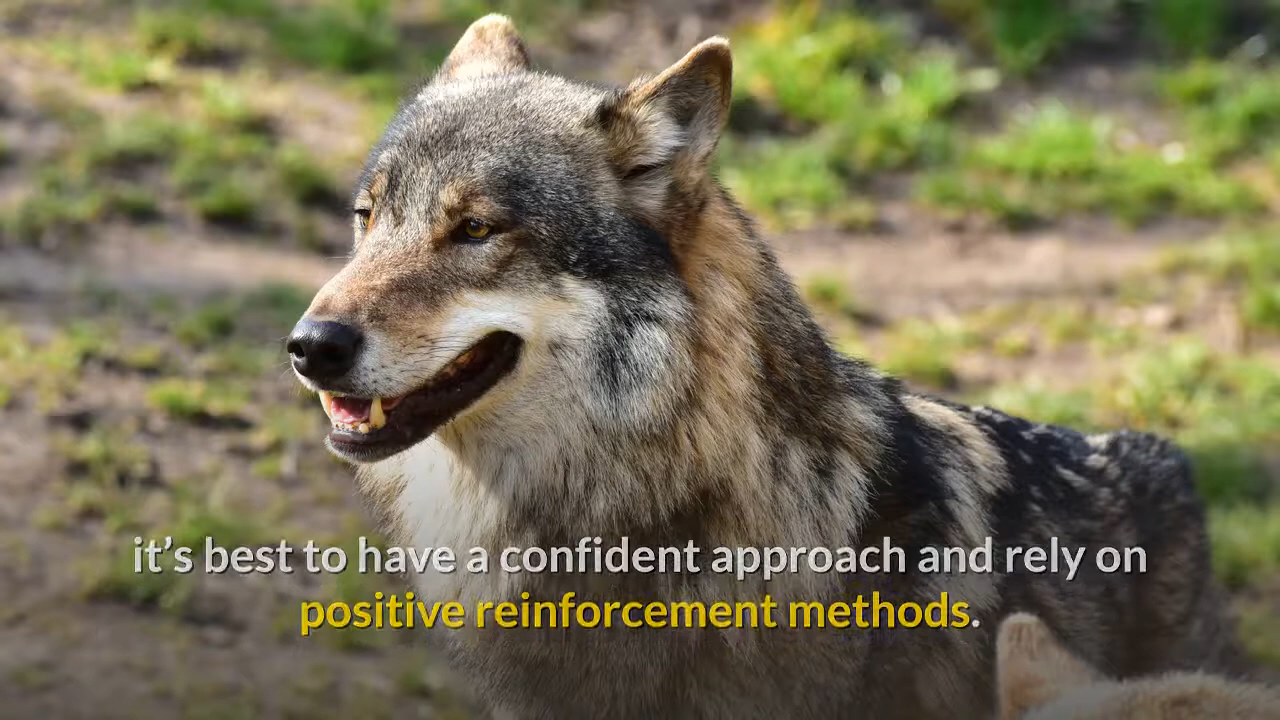 it’s best to have a confident approach and rely on
positive reinforcement methods.